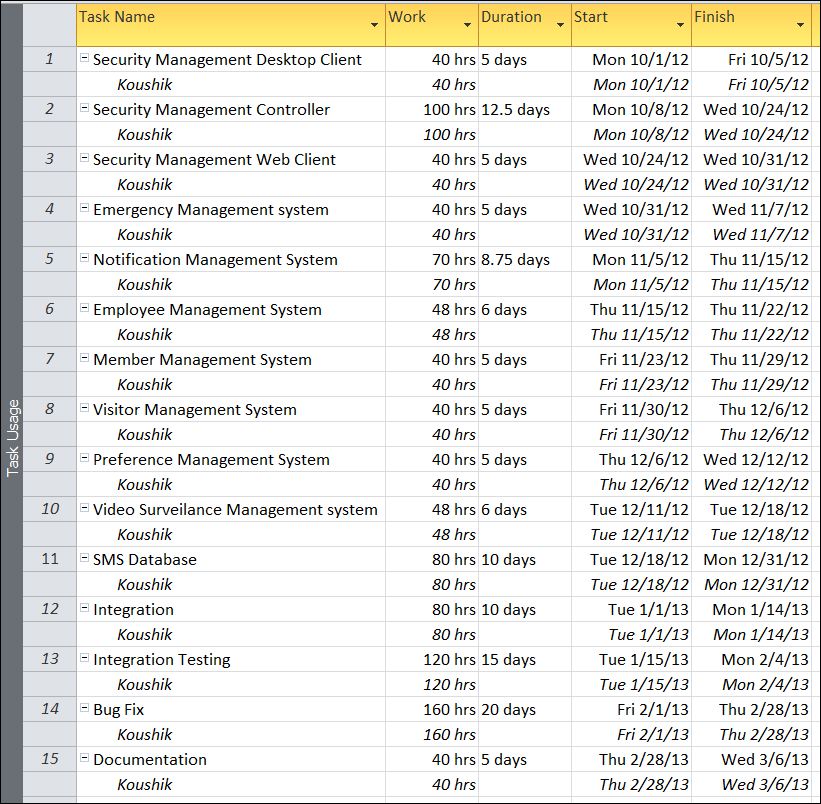 Task Name Work Duration Start Finish
1 Security Management Desktop Client 40 hrs 5 days Mon 10/1/12 Fri 10/5/12
Koushik 40 hrs Mon 10/1/12 Fri 10/5/12
2 Security Management Controller 100 hrs 12.5 days Mon 10/8/12 Wed 10/24/12
Koushik 100 hrs Mon 10/8/12 Wed 10/24/12
3 Security Management Web Client 40 hrs 5 days Wed 10/24/12 Wed 10/31/12
Koushik 40 hrs Wed 10/24/12 Wed 10/31/12
4 Emergency Management system 40 hrs 5 days Wed 10/31/12 Wed 11/7/12
Koushik 40 hrs Wed 10/31/12 Wed 11/7/12
5 Notification Management System 70 hrs 8.75 days Mon 11/5/12 Thu 11/15/12
Koushik 70 hrs Mon 11/5/12 Thu 11/15/12
6 Employee Management System 48 hrs 6 days Thu 11/15/12 Thu 11/22/12
Koushik 48 hrs Thu 11/15/12 Thu 11/22/12
7 Member Management System 40 hrs 5 days Fri 11/23/12 Thu 11/29/12
Koushik 40 hrs Fri 11/23/12 Thu 11/29/12
8 Visitor Management System 40 hrs 5 days Fri 11/30/12 Thu 12/6/12
Koushik 40 hrs Fri 11/30/12 Thu 12/6/12
9 Preference Management System 40 hrs 5 days Thu 12/6/12 Wed 12/12/12
Koushik 40 hrs Thu 12/6/12 Wed 12/12/12
10 Video Surveilance Management system 48 hrs 6 days Tue 12/11/12 Tue 12/18/12
Koushik 48 hrs Tue 12/11/12 Tue 12/18/12
11 SMS Database 80 hrs 10 days Tue 12/18/12 Mon 12/31/12
Koushik 80 hrs Tue 12/18/12 Mon 12/31/12
12 Integration 80 hrs 10 days Tue 1/1/13 Mon 1/14/13
Koushik 80 hrs Tue 1/1/13 Mon 1/14/13
13 Integration Testing 120 hrs 15 days Tue 1/15/13 Mon 2/4/13
Koushik 120 hrs Tue 1/15/13 Mon 2/4/13
14 Bug Fix 160 hrs 20 days Fri 2/1/13 Thu 2/28/13
Koushik 160 hrs Fri 2/1/13 Thu 2/28/13
15 Documentation 40 hrs 5 days Thu 2/28/13 Wed 3/6/13
Koushik 40 hrs Thu 2/28/13 Wed 3/6/13
Task Usage